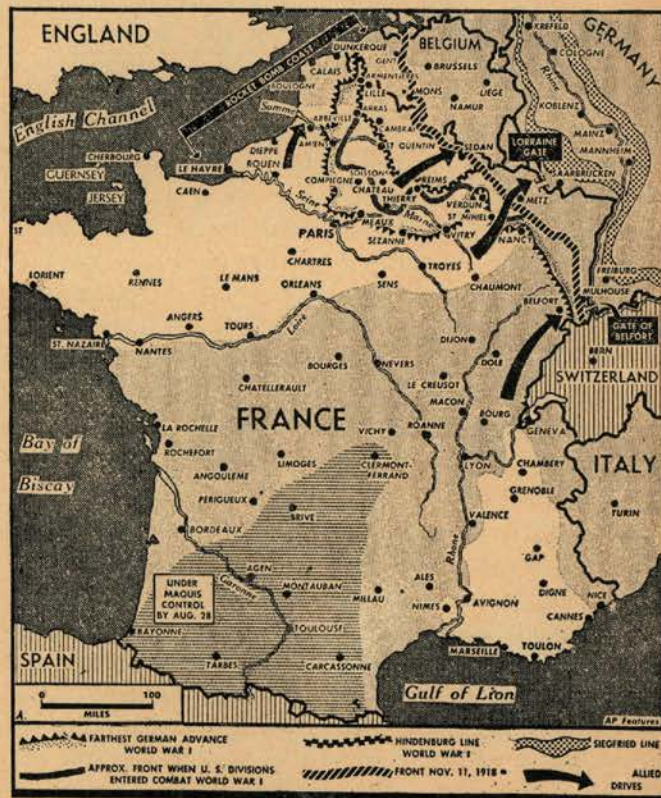 ENGLAND
ROCKET BOMB COAST
DUNKERQUE
CALAIS
BOULOGNE
GENT
BELGIUM
BRUSSELS
ARMENTIERES
LILLE
MONS
LIEGE
NAMUR
GERMANY
KREFELD
COLOGNE
Rhine
KOBLENZ
MAINZ
MANNHEIM
English Channel
Somme
ARRAS
ABBEVILLE
CAMBRAI
AMIENS
ST QUENTIN
SEDAN
LORRAINE
GATE
SAARBRUCKEN
CHERBOURG
GUERNSEY
JERSEY
LE HAVRE
DIEPPE
ROUEN
CAEN
COMPIEGNE
SOISSONS
CHATEAU
THIERRY
REIMS
VERDUN
ST MIHIEL
METZ
Seine
PARIS
MEAUX
Marne
SEZANNE
VITRY
NANCY
ST
CHARTRES
TROYES
CHAUMONT
FREIBURG
MULHOUSE
LORIENT
RENNES
LE MANS
ORLEANS
SENS
BELFORT
GATE OF
BELFORT
ANGERS
TOURS
Loire
DIJON
DOLE
BERN
SWITZERLAND
ST. NAZAIRE
NANTES
BOURGES
NEVERS
LE CREUSOT
CHATELLERAULT
MACON
BOURG
FRANCE
GENEVA
LA ROCHELLE
ROCHEFORT
VICHY
ROANNE
Bay of
Biscay
ANGOULEME
LIMOGES
CLERMONT-
FERRAND
LYON
CHAMBERY
ITALY
PERIGUEUX
GRENOBLE
TURIN
BRIVE
BORDEAUX
VALENCE
Rhone
GAP
AGEN
Garonne
UNDER
MAQUIS
CONTROL
BY AUG. 28
MONTAUBAN
MILLAU
ALES
DIGNE
NICE
NIMES
AVIGNON
CANNES
BAYONNE
TOULOUSE
SPAIN
TARBES
CARCASSONNE
MARSEILLE
TOULON
Gulf of Lion
0 100
MILES
AP Features
FARTHEST GERMAN ADVANCE
WORLD WAR I
HINDENBURG LINE
WORLD WAR I
SIEGFRIED LINE
APPROX. FRONT WHEN U. S. DIVISIONS
ENTERED COMBAT WORLD WAR I
FRONT NOV. 11, 1918
ALLIED
DRIVES